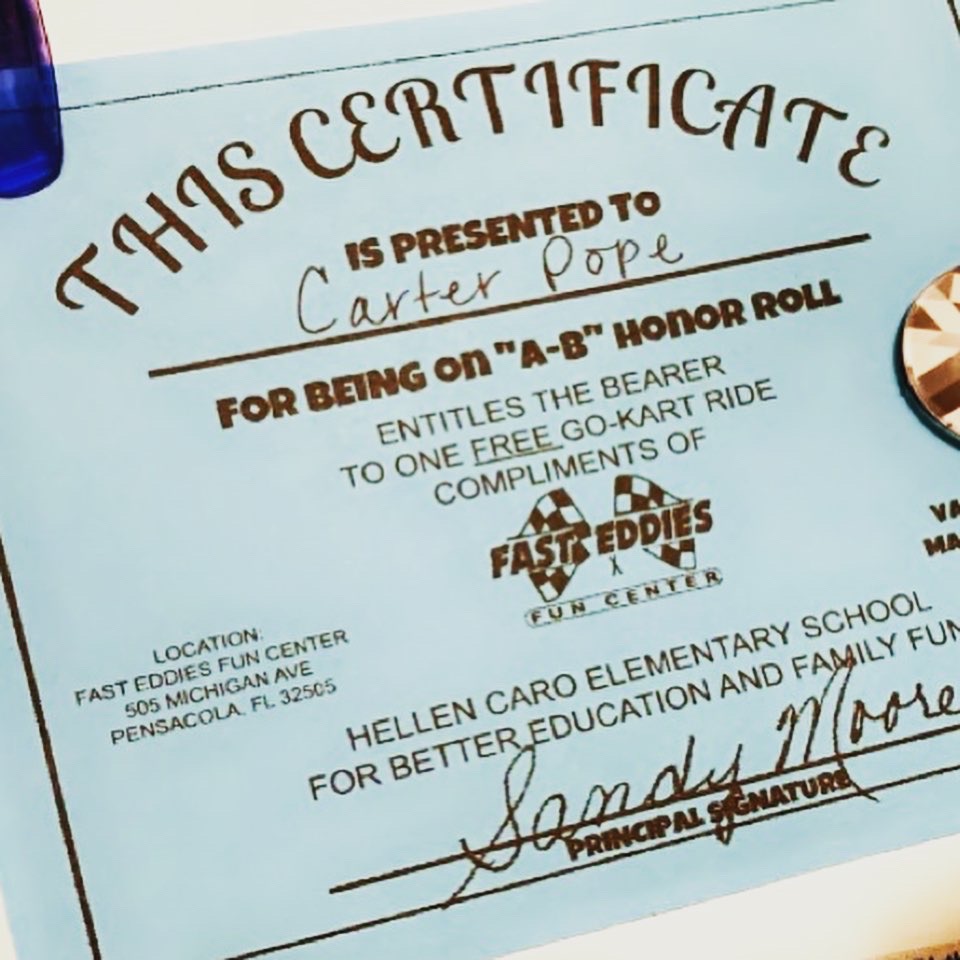 THIS CERTIFICATE
IS PRESENTED TO
Carter Pope
FOR BEING On "A-B" HONOR ROLL
ENTITLES THE BEARER
TO ONE FREE GO-KART RIDE
COMPLIMENTS OF
FAST EDDIES
FUN CENTER
LOCATION:
FAST EDDIES FUN CENTER
505 MICHIGAN AVE
PENSACOLA, FL 32505
VA
MA
HELLEN CARO ELEMENTARY SCHOOL
FOR BETTER EDUCATION AND FAMILY FUN
Sandy Moore
PRINCIPAL SIGNATURE